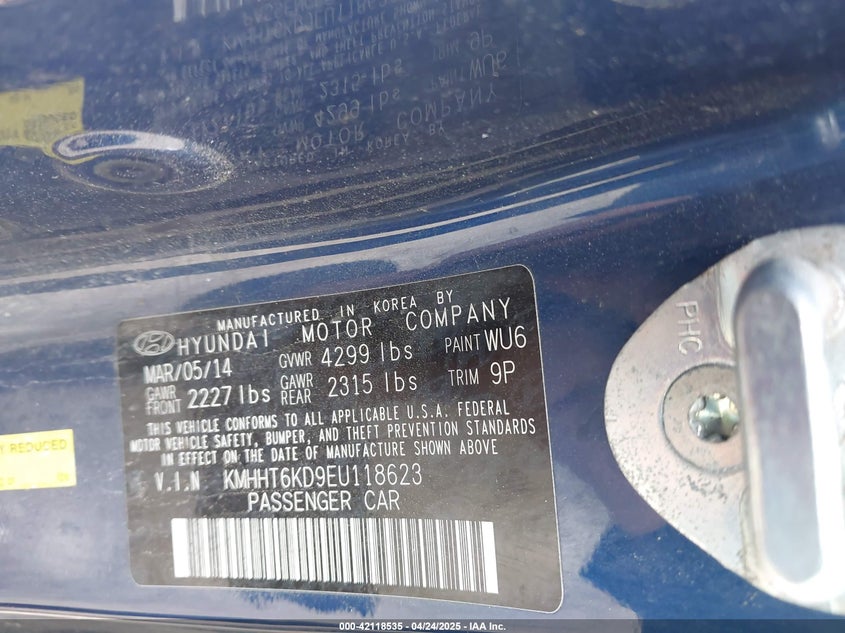 MANUFACTURED IN KOREA BY
HYUNDAI MOTOR COMPANY
MAR/05/14 GVWR 4299 lbs PAINT WU6
GAWR FRONT 2227 lbs GAWR REAR 2315 lbs TRIM 9P
THIS VEHICLE CONFORMS TO ALL APPLICABLE U.S.A. FEDERAL
MOTOR VEHICLE SAFETY, BUMPER, AND THEFT PREVENTION STANDARDS
IN EFFECT ON THE DATE OF MANUFACTURE SHOWN ABOVE.
V.I.N KMHHT6KD9EU118623
PASSENGER CAR
REDUCED
PHC
000-42118535 - 04/24/2025 - IAA Inc.